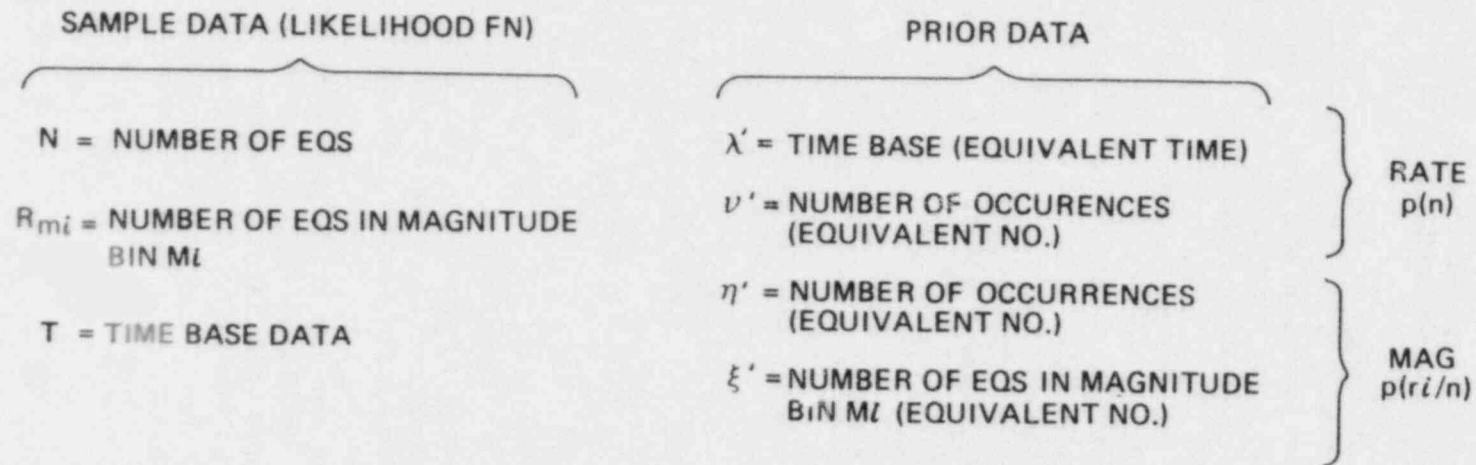 SAMPLE DATA (LIKELIHOOD FN)
N = NUMBER OF EQS
Rmi = NUMBER OF EQS IN MAGNITUDE
BIN Mi
T = TIME BASE DATA
PRIOR DATA
λ' = TIME BASE (EQUIVALENT TIME)
ν' = NUMBER OF OCCURENCES
(EQUIVALENT NO.)
η' = NUMBER OF OCCURRENCES
(EQUIVALENT NO.)
ξ' = NUMBER OF EQS IN MAGNITUDE
BIN Mi (EQUIVALENT NO.)
RATE
p(n)
MAG
p(ri/n)